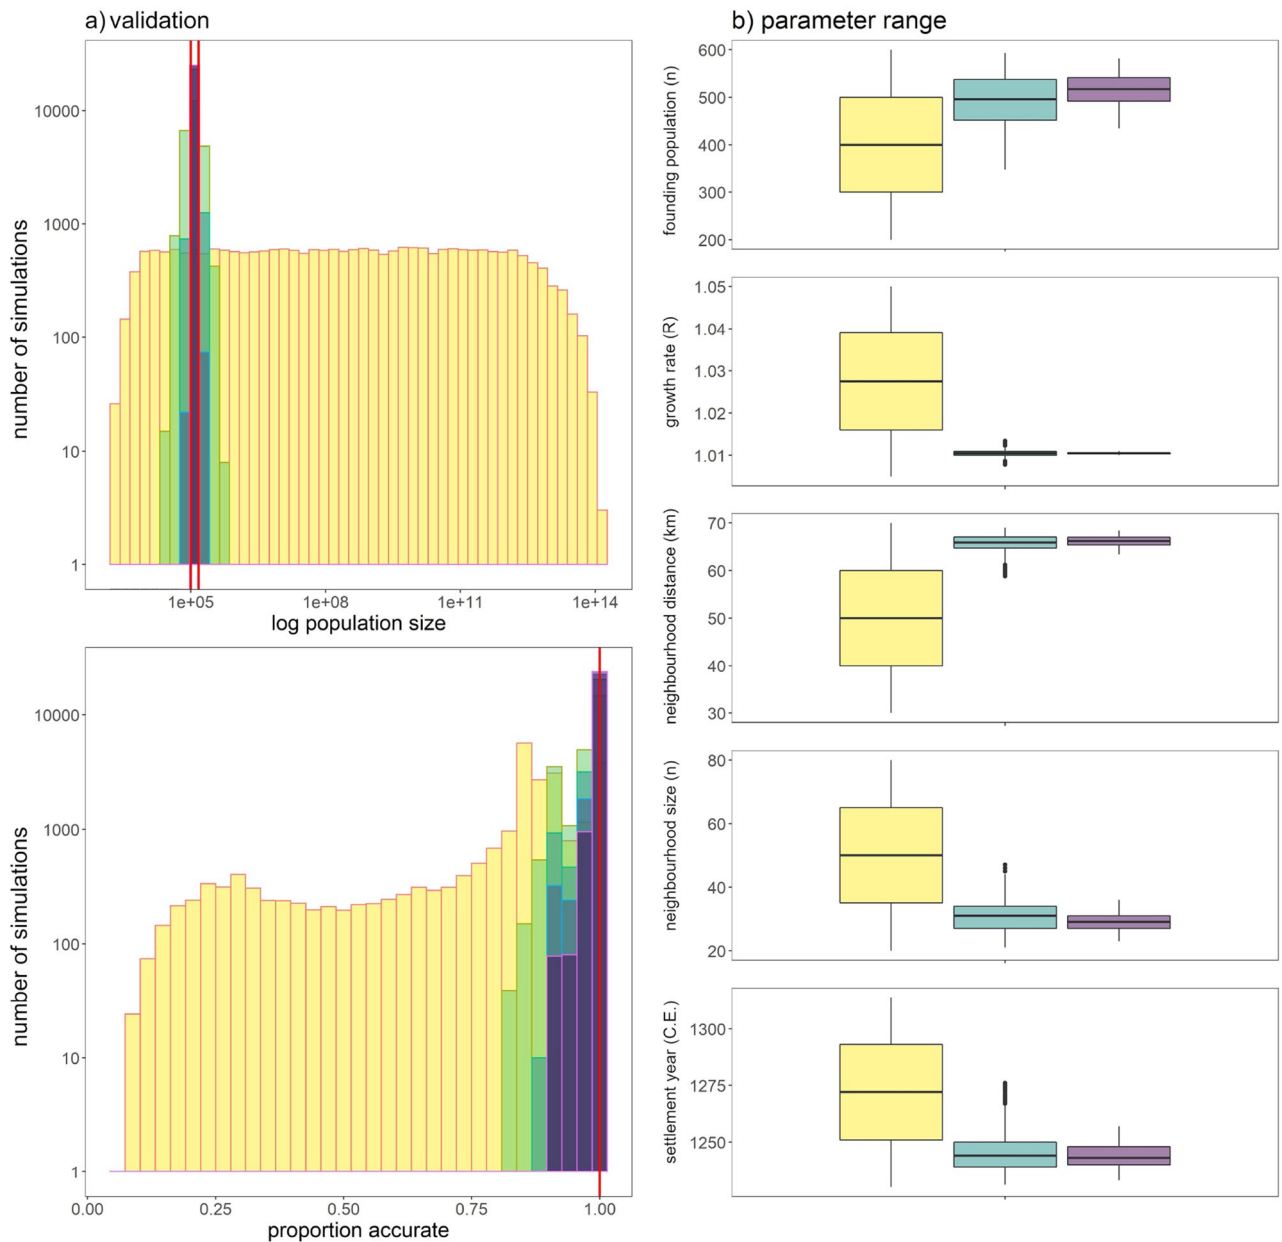 a) validation
number of simulations
10000
1000
100
10
1
1e+05
1e+08
1e+11
1e+14
log population size
number of simulations
10000
1000
100
10
1
0.00
0.25
0.50
0.75
1.00
proportion accurate
b) parameter range
founding population (n)
600
500
400
300
200
growth rate (R)
1.05
1.04
1.03
1.02
1.01
neighbourhood distance (km)
70
60
50
40
30
neighbourhood size (n)
80
60
40
20
settlement year (C.E.)
1300
1275
1250